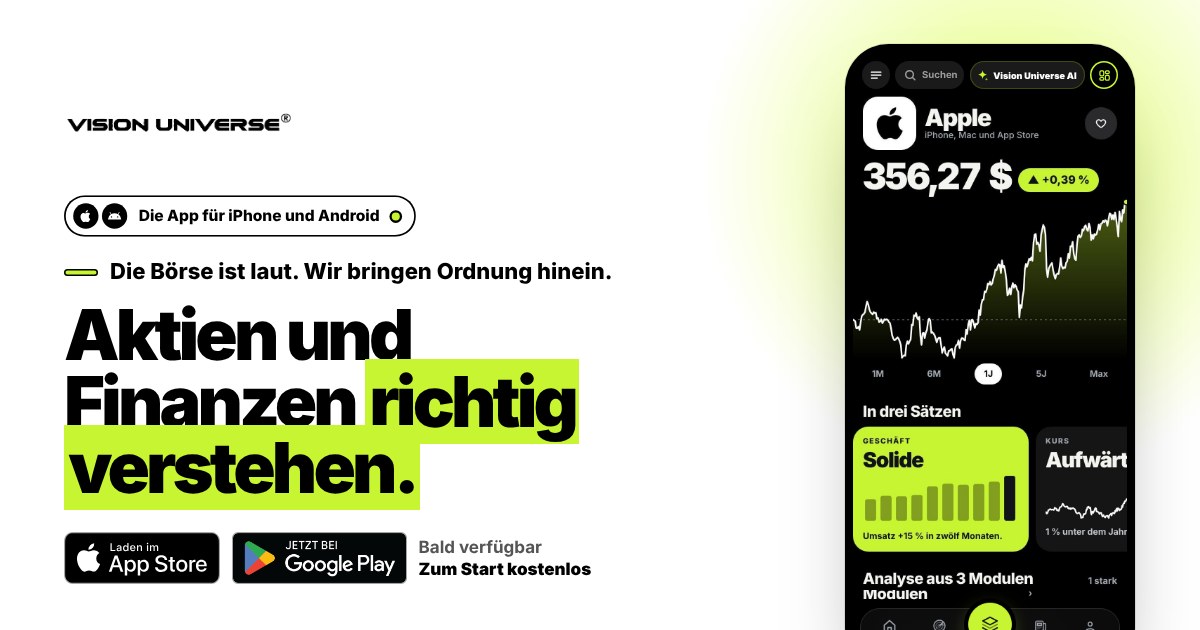 VISION UNIVERSE®
Die App für iPhone und Android
Die Börse ist laut. Wir bringen Ordnung hinein.
Aktien und
Finanzen richtig
verstehen.
Laden im
App Store
JETZT BEI
Google Play
Bald verfügbar
Zum Start kostenlos
Suchen
Vision Universe AI
Apple
iPhone, Mac und App Store
356,27 $
▲ +0,39 %
1M 6M 1J 5J Max
In drei Sätzen
GESCHÄFT
Solide
Umsatz +15 % in zwölf Monaten.
KURS
Aufwärt
1 % unter dem Jahr
Analyse aus 3 Modulen
1 stark
Modulen